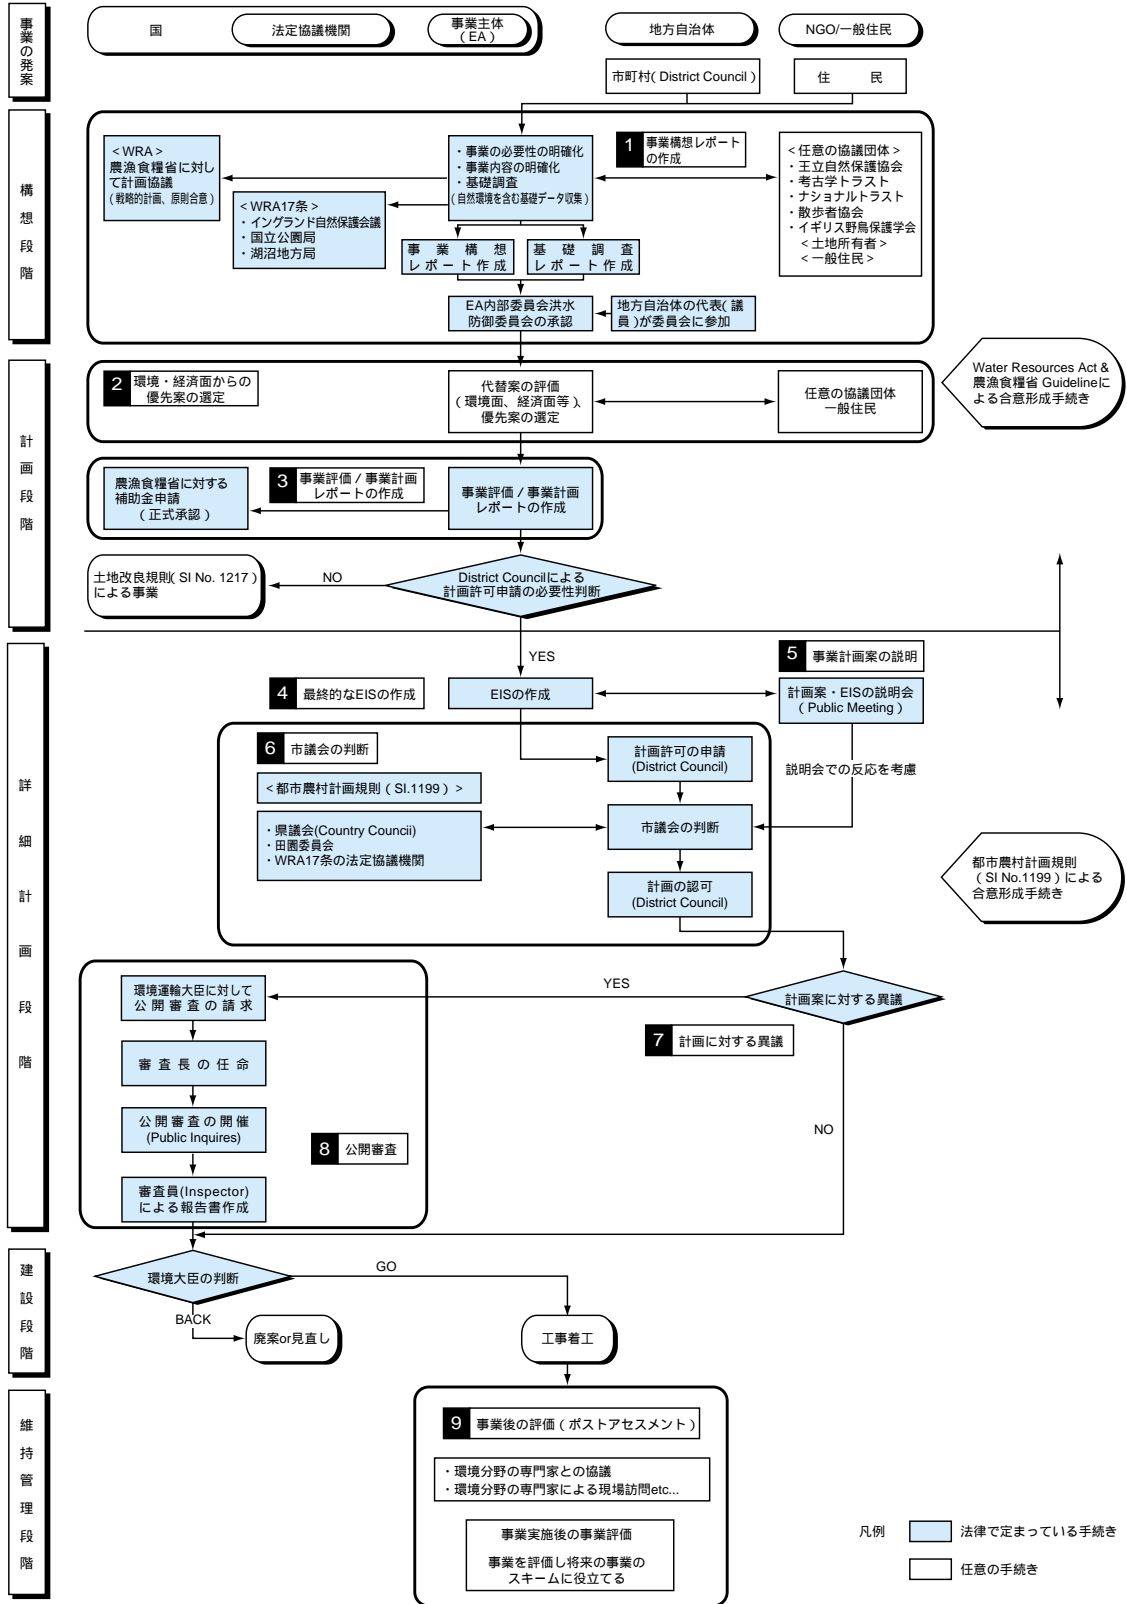 事業の発案
国
法定協議機関
事業主体
（EA）
地方自治体
NGO/一般住民
市町村（District Council）
住　民
構想段階
＜WRA＞
農漁食糧省に対し
て計画協議
（戦略的計画、原則合意）
＜WRA17条＞
・イングランド自然保護会議
・国立公園局
・湖沼地方局
・事業の必要性の明確化
・事業内容の明確化
・基礎調査
（自然環境を含む基礎データ収集）
1 事業構想レポート
の作成
＜任意の協議団体＞
・王立自然保護協会
・考古学トラスト
・ナショナルトラスト
・散歩者協会
・イギリス野鳥保護学会
＜土地所有者＞
＜一般住民＞
事業構想
レポート作成
基礎調査
レポート作成
EA内部委員会洪水
防御委員会の承認
地方自治体の代表（議
員）が委員会に参加
計画段階
2 環境・経済面からの
優先案の選定
代替案の評価
（環境面、経済面等）、
優先案の選定
任意の協議団体
一般住民
Water Resources Act &
農漁食糧省 Guidelineに
よる合意形成手続き
農漁食糧省に対する
補助金申請
（正式承認）
3 事業評価 / 事業計画
レポートの作成
事業評価 / 事業計画
レポートの作成
土地改良規則（SI No. 1217）
による事業
NO
District Councilによる
計画許可申請の必要性判断
YES
詳細計画段階
4 最終的なEISの作成
EISの作成
5 事業計画案の説明
計画案・EISの説明会
（Public Meeting）
6 市議会の判断
計画許可の申請
(District Council)
説明会での反応を考慮
＜都市農村計画規則（SI.1199）＞
・県議会(Country Councii)
・田園委員会
・WRA17条の法定協議機関
市議会の判断
計画の認可
(District Council)
都市農村計画規則
（SI No.1199）による
合意形成手続き
環境運輸大臣に対して
公開審査の請求
YES
計画案に対する異議
7 計画に対する異議
審査長の任命
公開審査の開催
(Public Inquires)
8 公開審査
NO
審査員(Inspector)
による報告書作成
建設段階
環境大臣の判断
GO
BACK
廃案or見直し
工事着工
維持管理段階
9 事業後の評価（ポストアセスメント）
・環境分野の専門家との協議
・環境分野の専門家による現場訪問etc...
事業実施後の事業評価
事業を評価し将来の事業の
スキームに役立てる
凡例
法律で定まっている手続き
任意の手続き